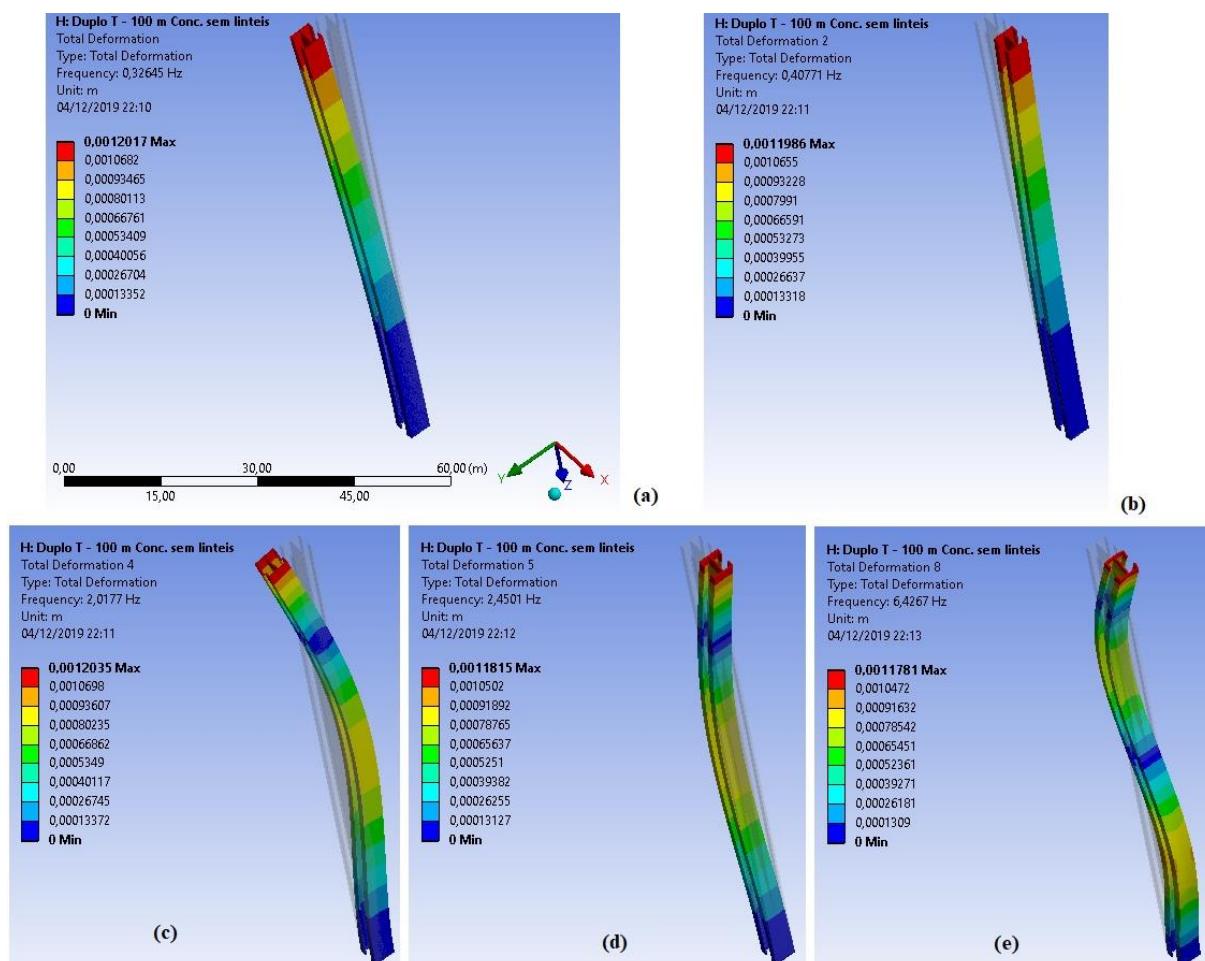 H: Duplo T - 100 m Conc. sem linteis
Total Deformation
Type: Total Deformation
Frequency: 0,32645 Hz
Unit: m
04/12/2019 22:10
0,0012017 Max
0,0010682
0,00093465
0,00080113
0,00066761
0,00053409
0,00040056
0,00026704
0,00013352
0 Min
0,00
30,00
60,00 (m)
15,00
45,00
Y
Z
X
(a)
H: Duplo T - 100 m Conc. sem linteis
Total Deformation 2
Type: Total Deformation
Frequency: 0,40771 Hz
Unit: m
04/12/2019 22:11
0,0011986 Max
0,0010655
0,00093228
0,0007991
0,00066591
0,00053273
0,00039955
0,00026637
0,00013318
0 Min
(b)
H: Duplo T - 100 m Conc. sem linteis
Total Deformation 4
Type: Total Deformation
Frequency: 2,0177 Hz
Unit: m
04/12/2019 22:11
0,0012035 Max
0,0010698
0,00093607
0,00080235
0,00066862
0,0005349
0,00040117
0,00026745
0,00013372
0 Min
(c)
H: Duplo T - 100 m Conc. sem linteis
Total Deformation 5
Type: Total Deformation
Frequency: 2,4501 Hz
Unit: m
04/12/2019 22:12
0,0011815 Max
0,0010502
0,00091892
0,00078765
0,00065637
0,0005251
0,00039382
0,00026255
0,00013127
0 Min
(d)
H: Duplo T - 100 m Conc. sem linteis
Total Deformation 8
Type: Total Deformation
Frequency: 6,4267 Hz
Unit: m
04/12/2019 22:13
0,0011781 Max
0,0010472
0,00091632
0,00078542
0,00065451
0,00052361
0,00039271
0,00026181
0,0001309
0 Min
(e)